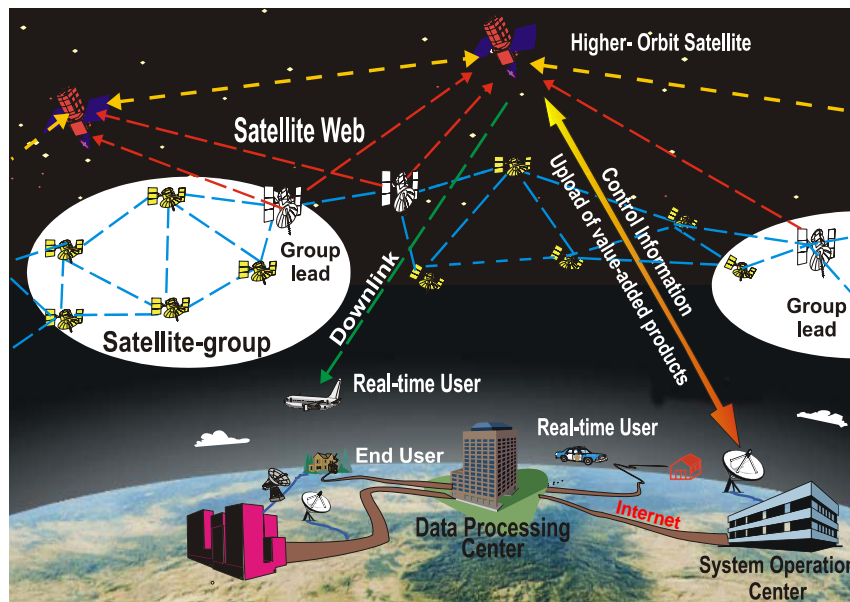 Higher- Orbit Satellite
Satellite Web
Control Information
Upload of value-added products
Group
lead
Downlink
Group
lead
Satellite-group
Real-time User
Real-time User
End User
Internet
Data Processing
Center
System Operation
Center